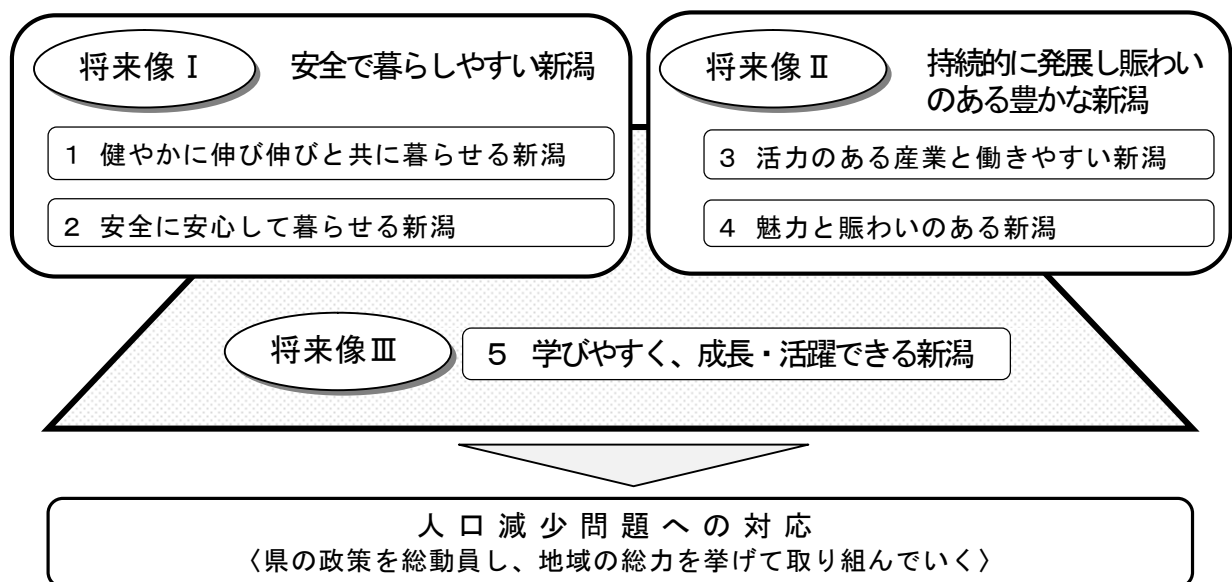 将来像Ⅰ
安全で暮らしやすい新潟
1 健やかに伸び伸びと共に暮らせる新潟
2 安全に安心して暮らせる新潟
将来像Ⅱ
持続的に発展し賑わい
のある豊かな新潟
3 活力のある産業と働きやすい新潟
4 魅力と賑わいのある新潟
将来像Ⅲ
5 学びやすく、成長・活躍できる新潟
人口減少問題への対応
〈県の政策を総動員し、地域の総力を挙げて取り組んでいく〉